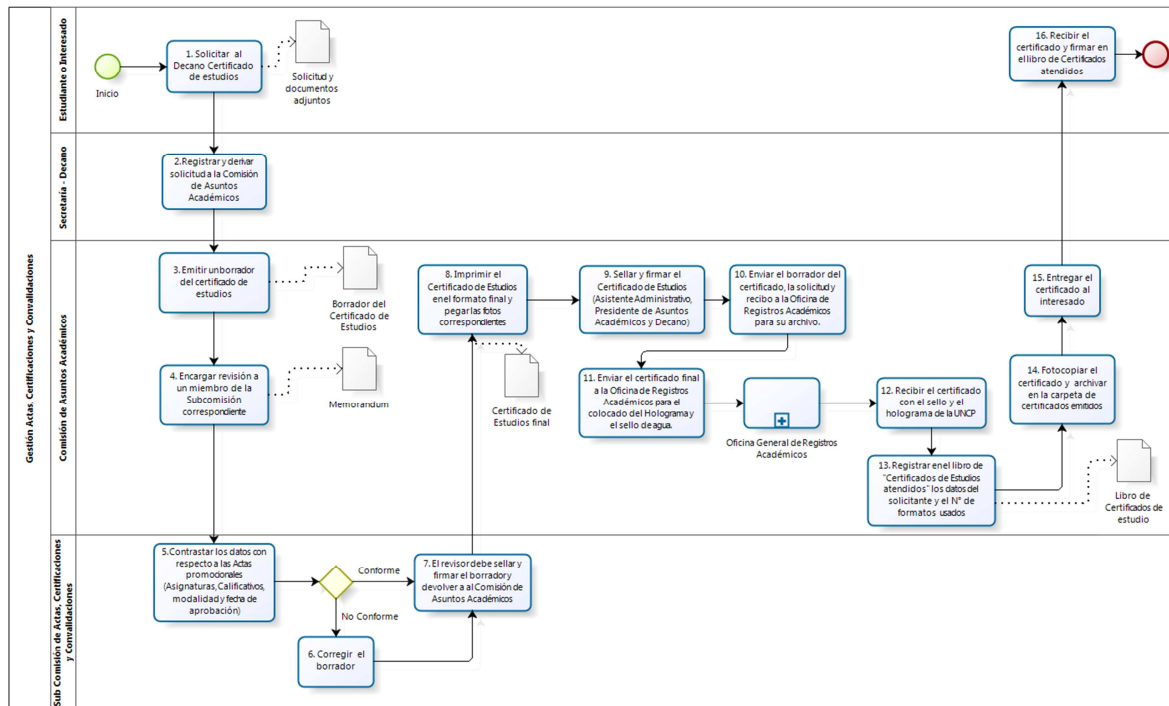 Gestión Actas, Certificaciones y Convalidaciones
Estudiante o Interesado
Inicio
1. Solicitar al
Decano Certificado
de estudios
Solicitud y
documentos
adjuntos
16. Recibir el
certificado y firmar en
el libro de Certificados
atendidos
Secretaría - Decano
2.Registrar y derivar
solicitud a la Comisión
de Asuntos
Académicos
Comisión de Asuntos Académicos
3. Emitir un borrador
del certificado de
estudios
Borrador del
Certificado de
Estudios
4. Encargar revisión a
un miembro de la
Subcomisión
correspondiente
Memorandum
8. Imprimir el
Certificado de Estudios
en el formato final y
pegar las fotos
correspondientes
Certificado de
Estudios final
9. Sellar y firmar el
Certificado de Estudios
(Asistente Administrativo,
Presidente de Asuntos
Académicos y Decano)
10. Enviar el borrador del
certificado, la solicitud y
recibo a la Oficina de
Registros Académicos
para su archivo.
11. Enviar el certificado final
a la Oficina de Registros
Académicos para el
colocado del Holograma y
el sello de agua.
Oficina General de Registros
Académicos
12. Recibir el certificado
con el sello y el
holograma de la UNCP
13. Registrar en el libro de
"Certificados de Estudios
atendidos" los datos del
solicitante y el N° de
formatos usados
Libro de
Certificados de
estudio
14. Fotocopiar el
certificado y archivar
en la carpeta de
certificados emitidos
15. Entregar el
certificado al
interesado
Sub Comisión de Actas, Certificaciones
y Convalidaciones
5.Contrastar los datos con
respecto a las Actas
promocionales
(Asignaturas, Calificativos,
modalidad y fecha de
aprobación)
Conforme
No Conforme
6. Corregir el
borrador
7. El revisor debe sellar y
firmar el borrador y
devolver a al Comisión de
Asuntos Académicos